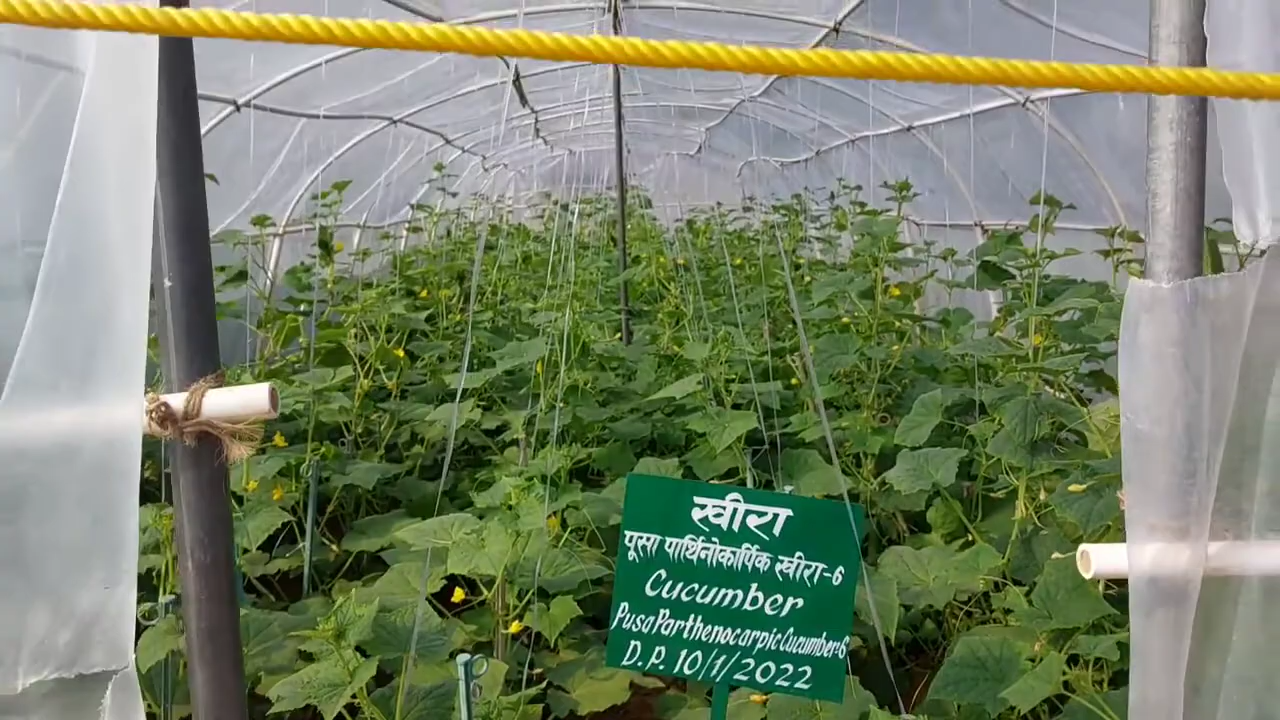 खीरा
पूसा पार्थिनोकार्पिक खीरा-6
Cucumber
Pusa Parthenocarpic Cucumber-6
D.P. 10/1/2022